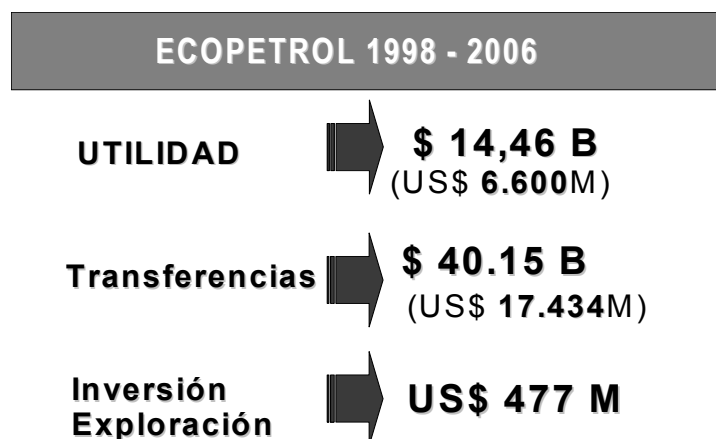 ECOPETROL 1998 - 2006
UTILIDAD
$ 14,46 B
(US$ 6.600M)
Transferencias
$ 40.15 B
(US$ 17.434M)
Inversión
Exploración
US$ 477 M